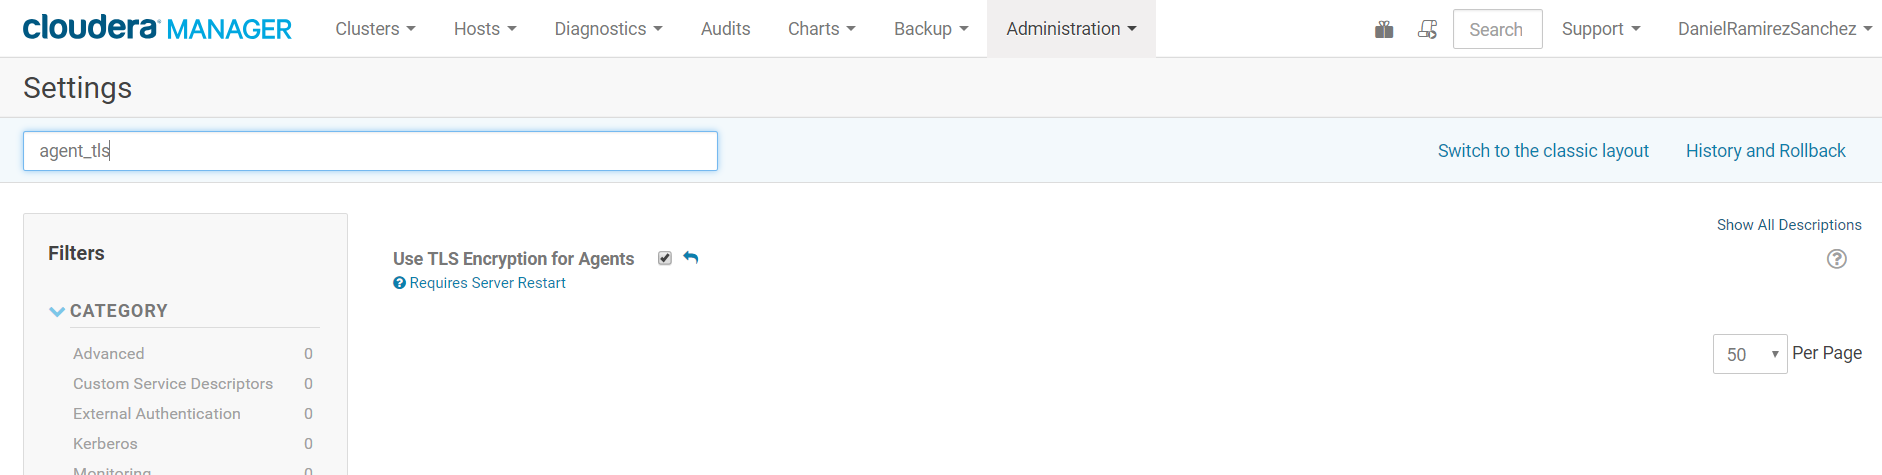 cloudera MANAGER Clusters Hosts Diagnostics Audits Charts Backup Administration Search Support DanielRamirezSanchez
Settings
agent_tls Switch to the classic layout History and Rollback
Show All Descriptions
Filters
Use TLS Encryption for Agents
Requires Server Restart
CATEGORY
Advanced 0
50 Per Page
Custom Service Descriptors 0
External Authentication 0
Kerberos 0
Monitoring 0